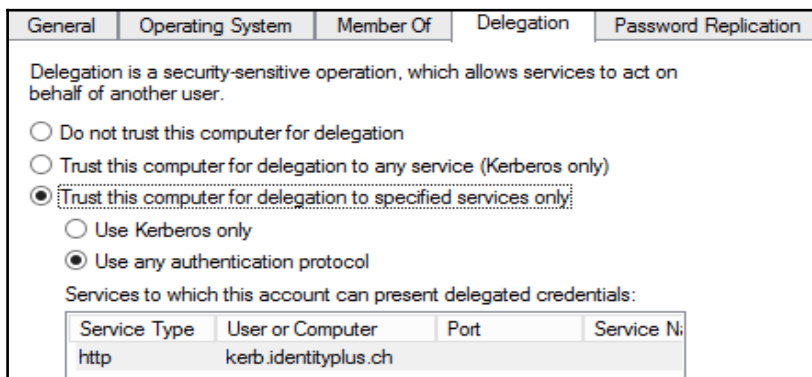 General Operating System Member Of Delegation Password Replication
Delegation is a security-sensitive operation, which allows services to act on
behalf of another user.
Do not trust this computer for delegation
Trust this computer for delegation to any service (Kerberos only)
Trust this computer for delegation to specified services only
Use Kerberos only
Use any authentication protocol
Services to which this account can present delegated credentials:
Service Type User or Computer Port Service
http kerb.identityplus.ch